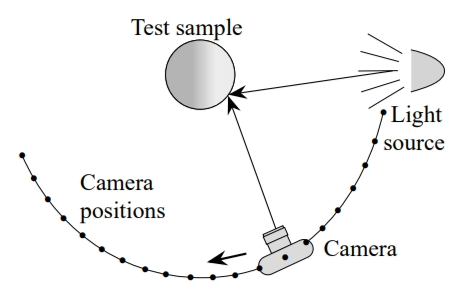 Test sample
Light
source
Camera
positions
Camera